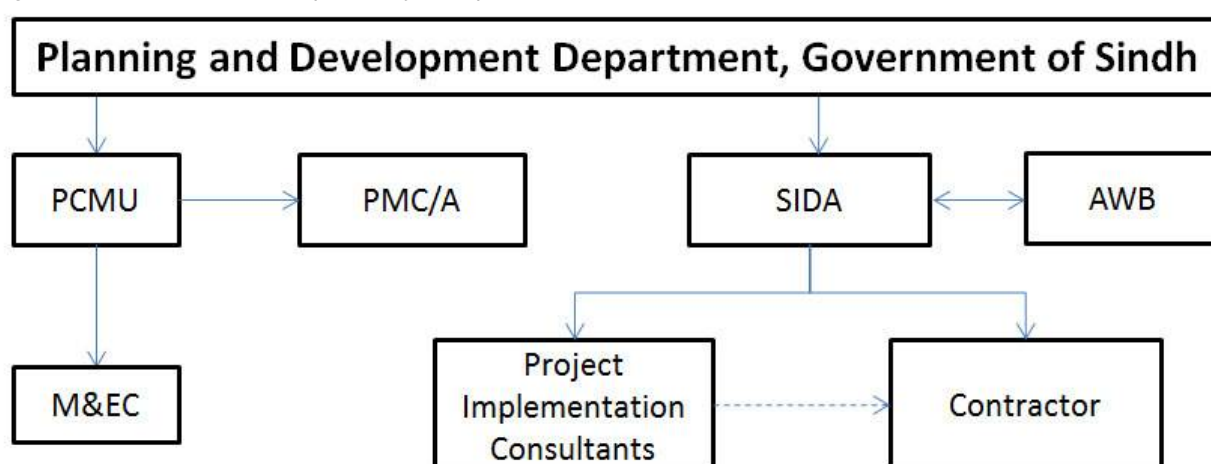 Planning and Development Department, Government of Sindh
PCMU
PMC/A
SIDA
AWB
M&EC
Project
Implementation
Consultants
Contractor